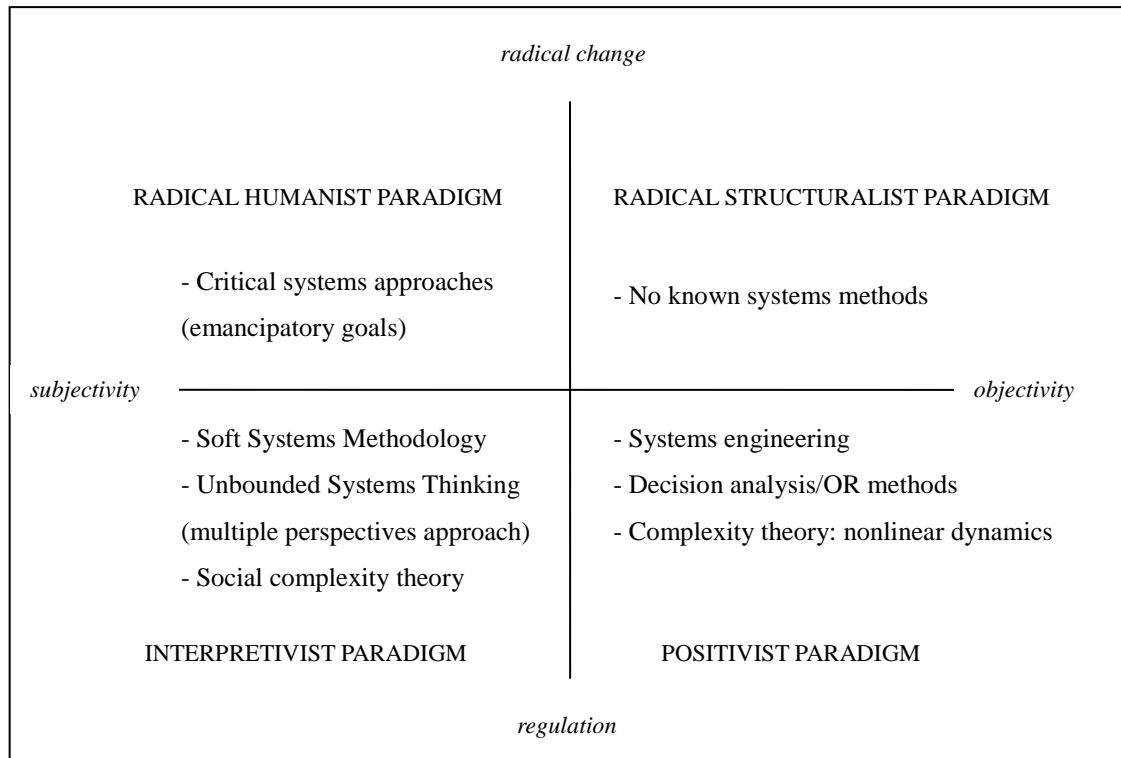 radical change
RADICAL HUMANIST PARADIGM
RADICAL STRUCTURALIST PARADIGM
- Critical systems approaches
(emancipatory goals)
- No known systems methods
subjectivity
objectivity
- Soft Systems Methodology
- Unbounded Systems Thinking
(multiple perspectives approach)
- Social complexity theory
- Systems engineering
- Decision analysis/OR methods
- Complexity theory: nonlinear dynamics
INTERPRETIVIST PARADIGM
POSITIVIST PARADIGM
regulation